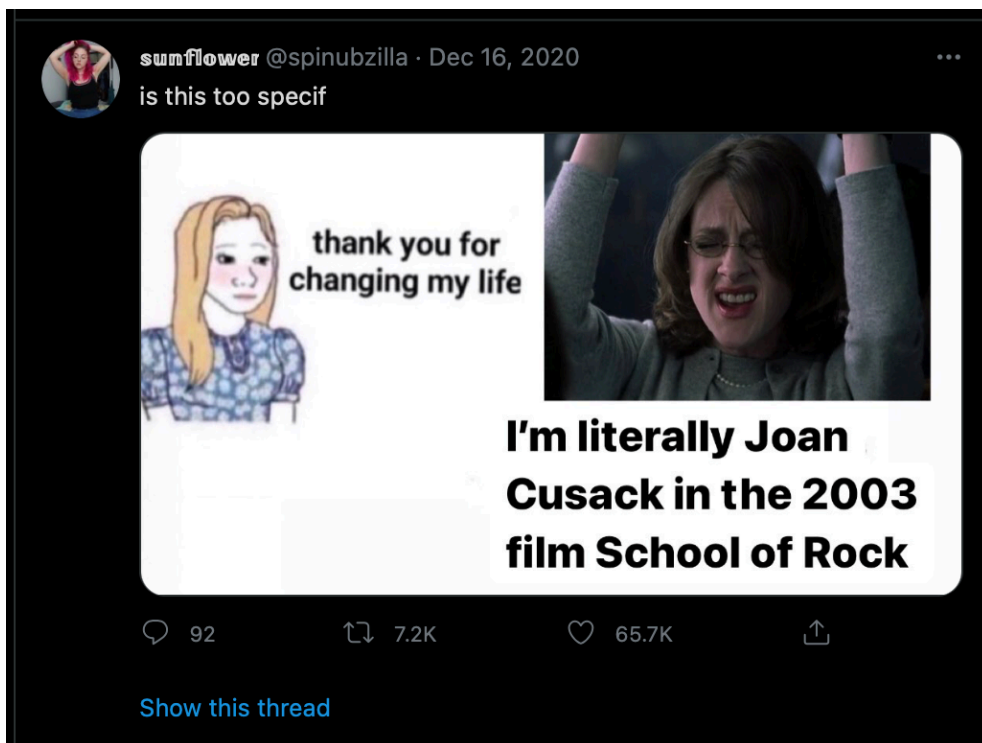 sunflower @spinubzilla · Dec 16, 2020
is this too specif
thank you for
changing my life
I'm literally Joan
Cusack in the 2003
film School of Rock
92 7.2K 65.7K
Show this thread